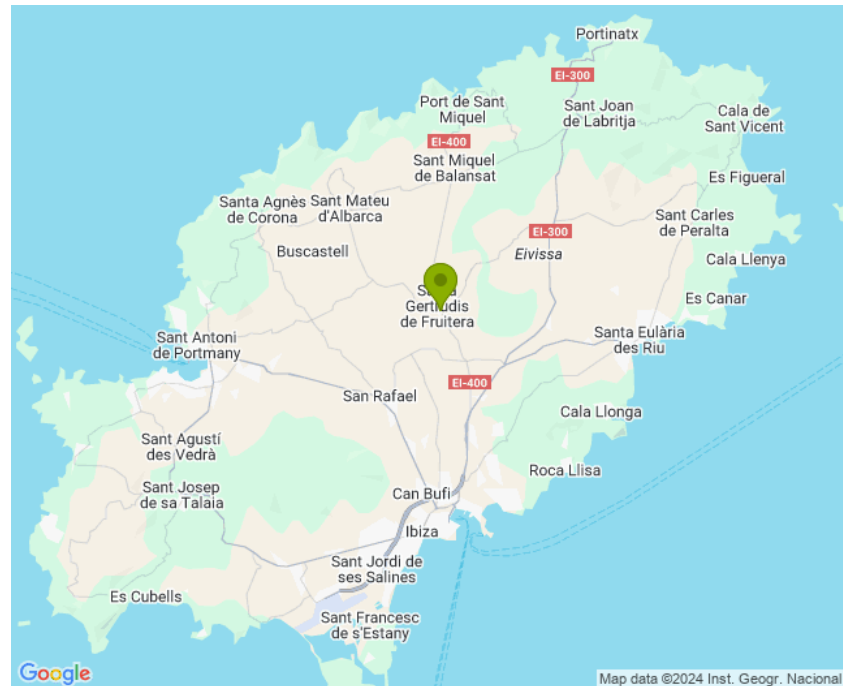 Portinatx
EI-300
Port de Sant
Miquel
Sant Joan
de Labritja
Cala de
Sant Vicent
EI-400
Sant Miquel
de Balansat
Es Figueral
Santa Agnès
de Corona
Sant Mateu
d'Albarca
Sant Carles
de Peralta
EI-300
Buscastell
Eivissa
Cala Llenya
Gertrudis
de Fruitera
Es Canar
Sant Antoni
de Portmany
Santa Eulària
des Riu
EI-400
San Rafael
Cala Llonga
Sant Agustí
des Vedrà
Roca Llisa
Sant Josep
de sa Talaia
Can Bufi
Ibiza
Sant Jordi de
ses Salines
Es Cubells
Sant Francesc
de s'Estany
Google
Map data ©2024 Inst. Geogr. Nacional